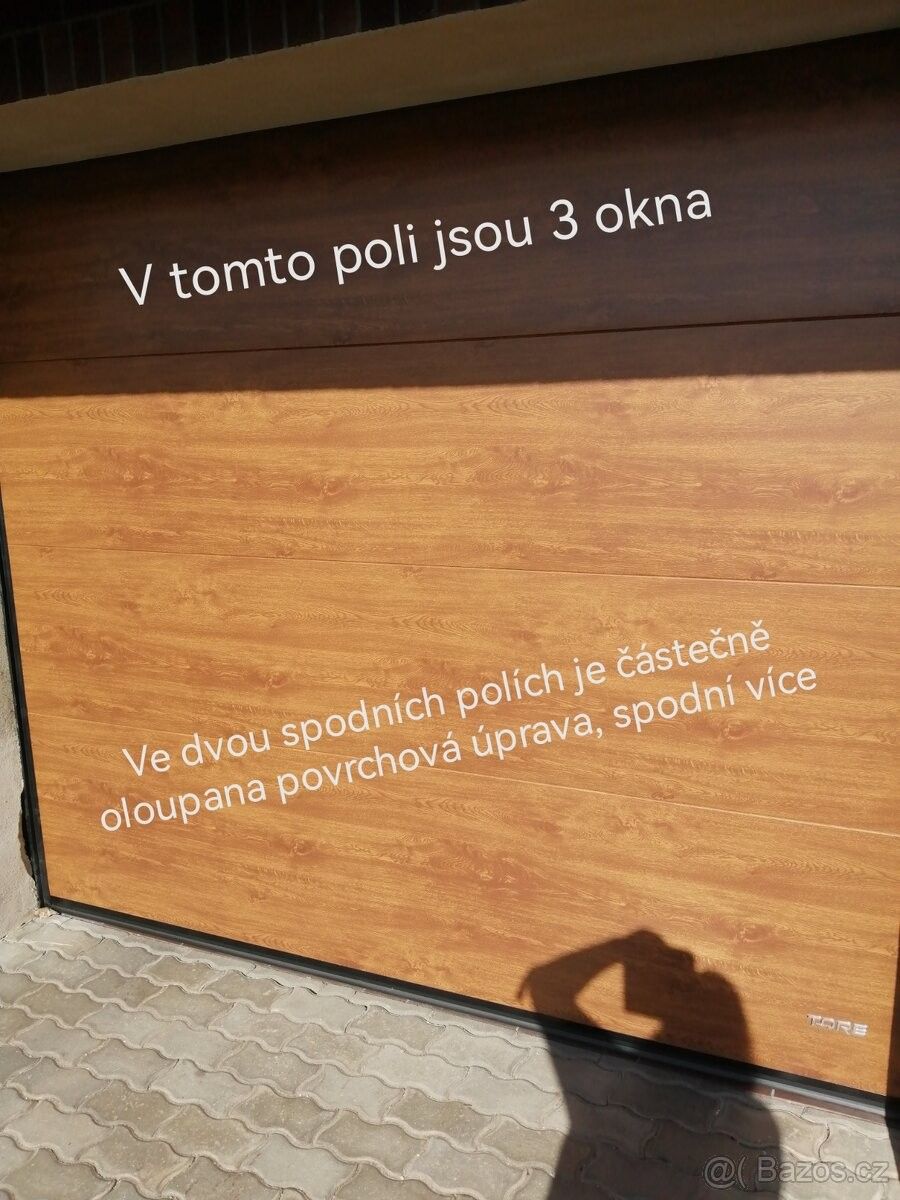 V tomto poli jsou 3 okna
Ve dvou spodních polích je částečně
oloupana povrchová úprava, spodní více
TORE
@( Bazos.cz